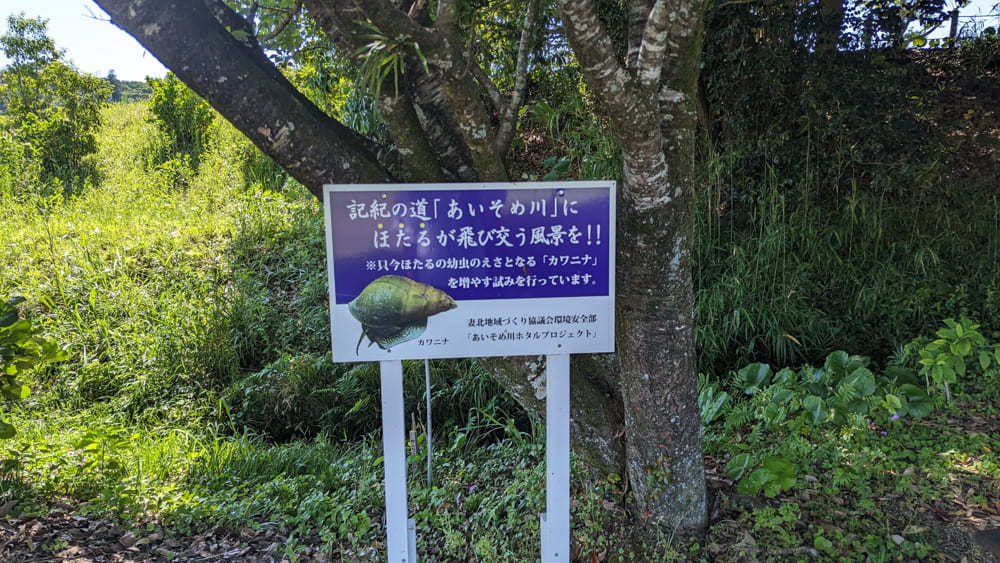 記紀の道「あいそめ川」に
ほたるが飛び交う風景を!!
※只今ほたるの幼虫のえさとなる「カワニナ」
を増やす試みを行っています。
妻北地域づくり協議会環境安全部
「あいそめ川ホタルプロジェクト」
カワニナ